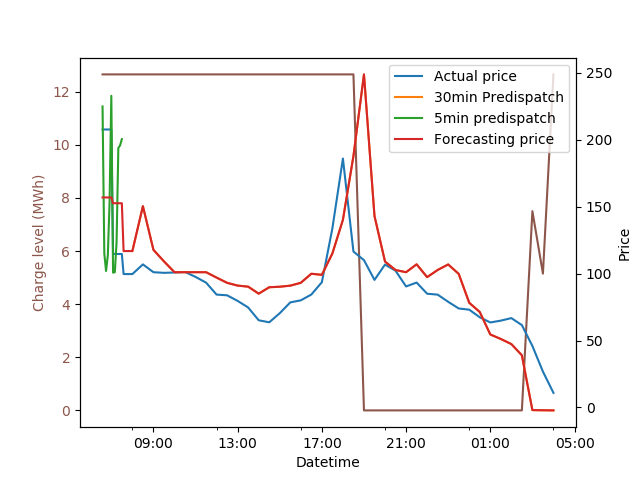 Actual price
30min Predispatch
5min predispatch
Forecasting price
12
10
8
6
4
2
0
Charge level (MWh)
250
200
150
100
50
0
Price
09:00 13:00 17:00 21:00 01:00 05:00
Datetime